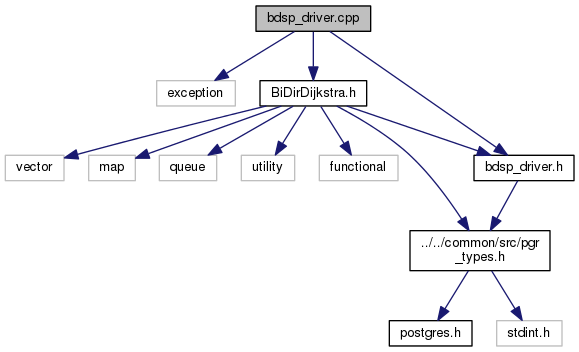 bdsp_driver.cpp
exception
BiDirDijkstra.h
vector
map
queue
utility
functional
bdsp_driver.h
../../common/src/pgr
_types.h
postgres.h
stdint.h